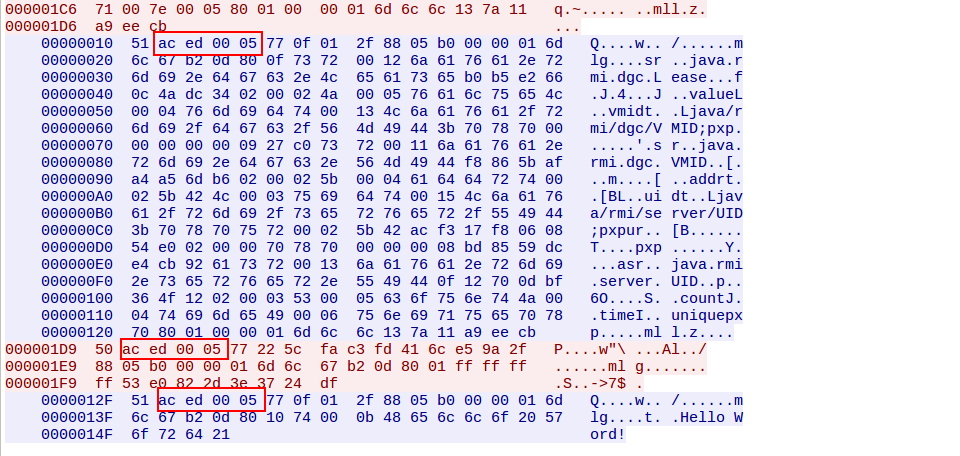 000001C6  71 00 7e 00 05 80 01 00  00 01 6d 6c 6c 13 7a 11   q.~..... ..mll.z.
000001D6  a9 ee cb                                           ...
00000010  51 ac ed 00 05 77 0f 01  2f 88 05 b0 00 00 01 6d   Q....w.. /......m
00000020  6c 67 b2 0d 80 0f 73 72  00 12 6a 61 76 61 2e 72   lg....sr ..java.r
00000030  6d 69 2e 64 67 63 2e 4c  65 61 73 65 b0 b5 e2 66   mi.dgc.L ease...f
00000040  0c 4a dc 34 02 00 02 4a  00 05 76 61 6c 75 65 4c   .J.4...J ..valueL
00000050  00 04 76 6d 69 64 74 00  13 4c 6a 61 76 61 2f 72   ..vmidt. .Ljava/r
00000060  6d 69 2f 64 67 63 2f 56  4d 49 44 3b 70 78 70 00   mi/dgc/V MID;pxp.
00000070  00 00 00 00 09 27 c0 73  72 00 11 6a 61 76 61 2e   .....'.s r..java.
00000080  72 6d 69 2e 64 67 63 2e  56 4d 49 44 f8 86 5b af   rmi.dgc. VMID..[.
00000090  a4 a5 6d b6 02 00 02 5b  00 04 61 64 64 72 74 00   ..m....[ ..addrt.
000000A0  02 5b 42 4c 00 03 75 69  64 74 00 15 4c 6a 61 76   .[BL..ui dt..Ljav
000000B0  61 2f 72 6d 69 2f 73 65  72 76 65 72 2f 55 49 44   a/rmi/se rver/UID
000000C0  3b 70 78 70 75 72 00 02  5b 42 ac f3 17 f8 06 08   ;pxpur.. [B......
000000D0  54 e0 02 00 00 70 78 70  00 00 00 08 bd 85 59 dc   T....pxp ......Y.
000000E0  e4 cb 92 61 73 72 00 13  6a 61 76 61 2e 72 6d 69   ...asr.. java.rmi
000000F0  2e 73 65 72 76 65 72 2e  55 49 44 0f 12 70 0d bf   .server. UID..p..
00000100  36 4f 12 02 00 03 53 00  05 63 6f 75 6e 74 4a 00   6O....S. .countJ.
00000110  04 74 69 6d 65 49 00 06  75 6e 69 71 75 65 70 78   .timeI.. uniquepx
00000120  70 80 01 00 00 01 6d 6c  6c 13 7a 11 a9 ee cb      p.....ml l.z....
000001D9  50 ac ed 00 05 77 22 5c  fa c3 fd 41 6c e5 9a 2f   P....w"\ ...Al../
000001E9  88 05 b0 00 00 01 6d 6c  67 b2 0d 80 01 ff ff ff   ......ml g.......
000001F9  ff 53 e0 82 2d 3e 37 24  df                        .S..->7$ .
0000012F  51 ac ed 00 05 77 0f 01  2f 88 05 b0 00 00 01 6d   Q....w.. /......m
0000013F  6c 67 b2 0d 80 10 74 00  0b 48 65 6c 6c 6f 20 57   lg....t. .Hello W
0000014F  6f 72 64 21                                        ord!